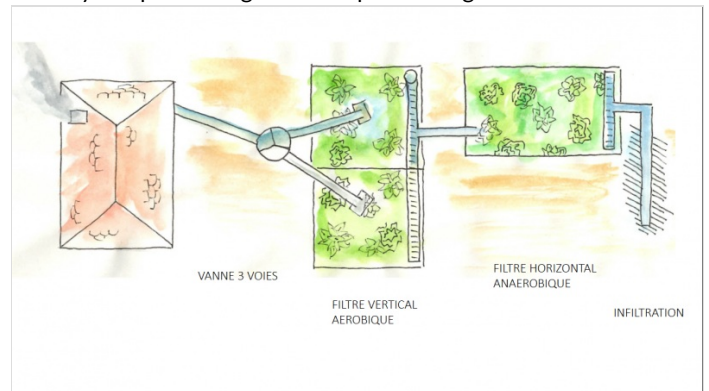 VANNE 3 VOIES
FILTRE VERTICAL
AEROBIQUE
FILTRE HORIZONTAL
ANAEROBIQUE
INFILTRATION